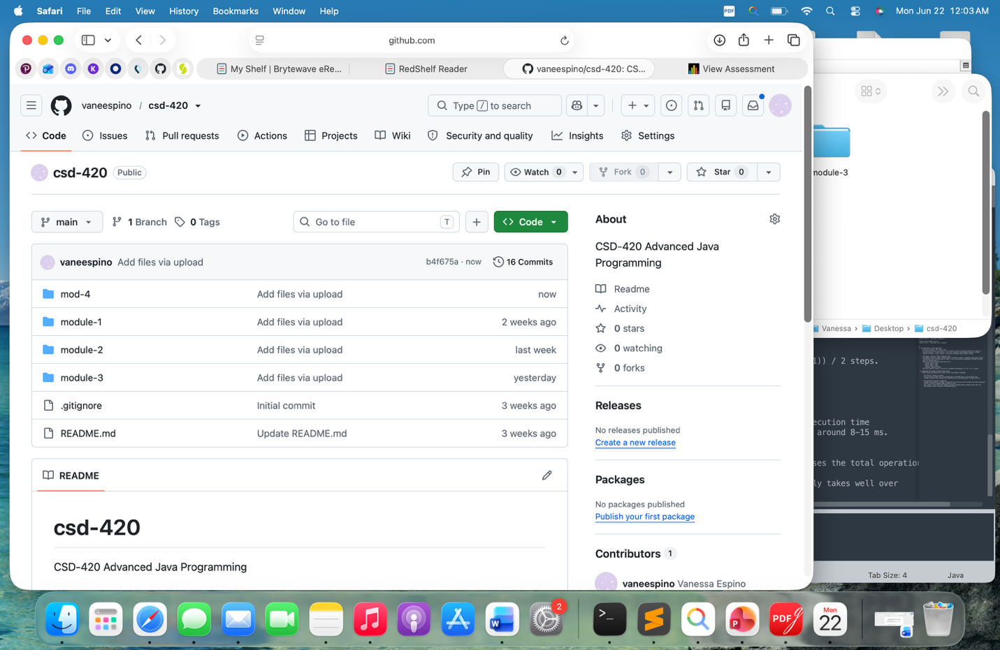 Safari File Edit View History Bookmarks Window Help PDF Mon Jun 22 12:03 AM
github.com
My Shelf | Brytewave eRe... RedShelf Reader vaneespino/csd-420: CS... View Assessment
vaneespino / csd-420 Type / to search
Code Issues Pull requests Actions Projects Wiki Security and quality Insights Settings
csd-420 Public Pin Watch 0 Fork 0 Star 0
main 1 Branch 0 Tags Go to file T Code
vaneespino Add files via upload b4f675a · now 16 Commits
mod-4 Add files via upload now
module-1 Add files via upload 2 weeks ago
module-2 Add files via upload last week
module-3 Add files via upload yesterday
.gitignore Initial commit 3 weeks ago
README.md Update README.md 3 weeks ago
README
csd-420
CSD-420 Advanced Java Programming
About
CSD-420 Advanced Java
Programming
Readme
Activity
0 stars
0 watching
0 forks
Releases
No releases published
Create a new release
Packages
No packages published
Publish your first package
Contributors 1
vaneespino Vanessa Espino
module-3
Vanessa › Desktop › csd-420
1)) / 2 steps.
ecution time
around 8–15 ms.
ses the total operation
ly takes well over
Tab Size: 4 Java
2
Mon
22
PDF